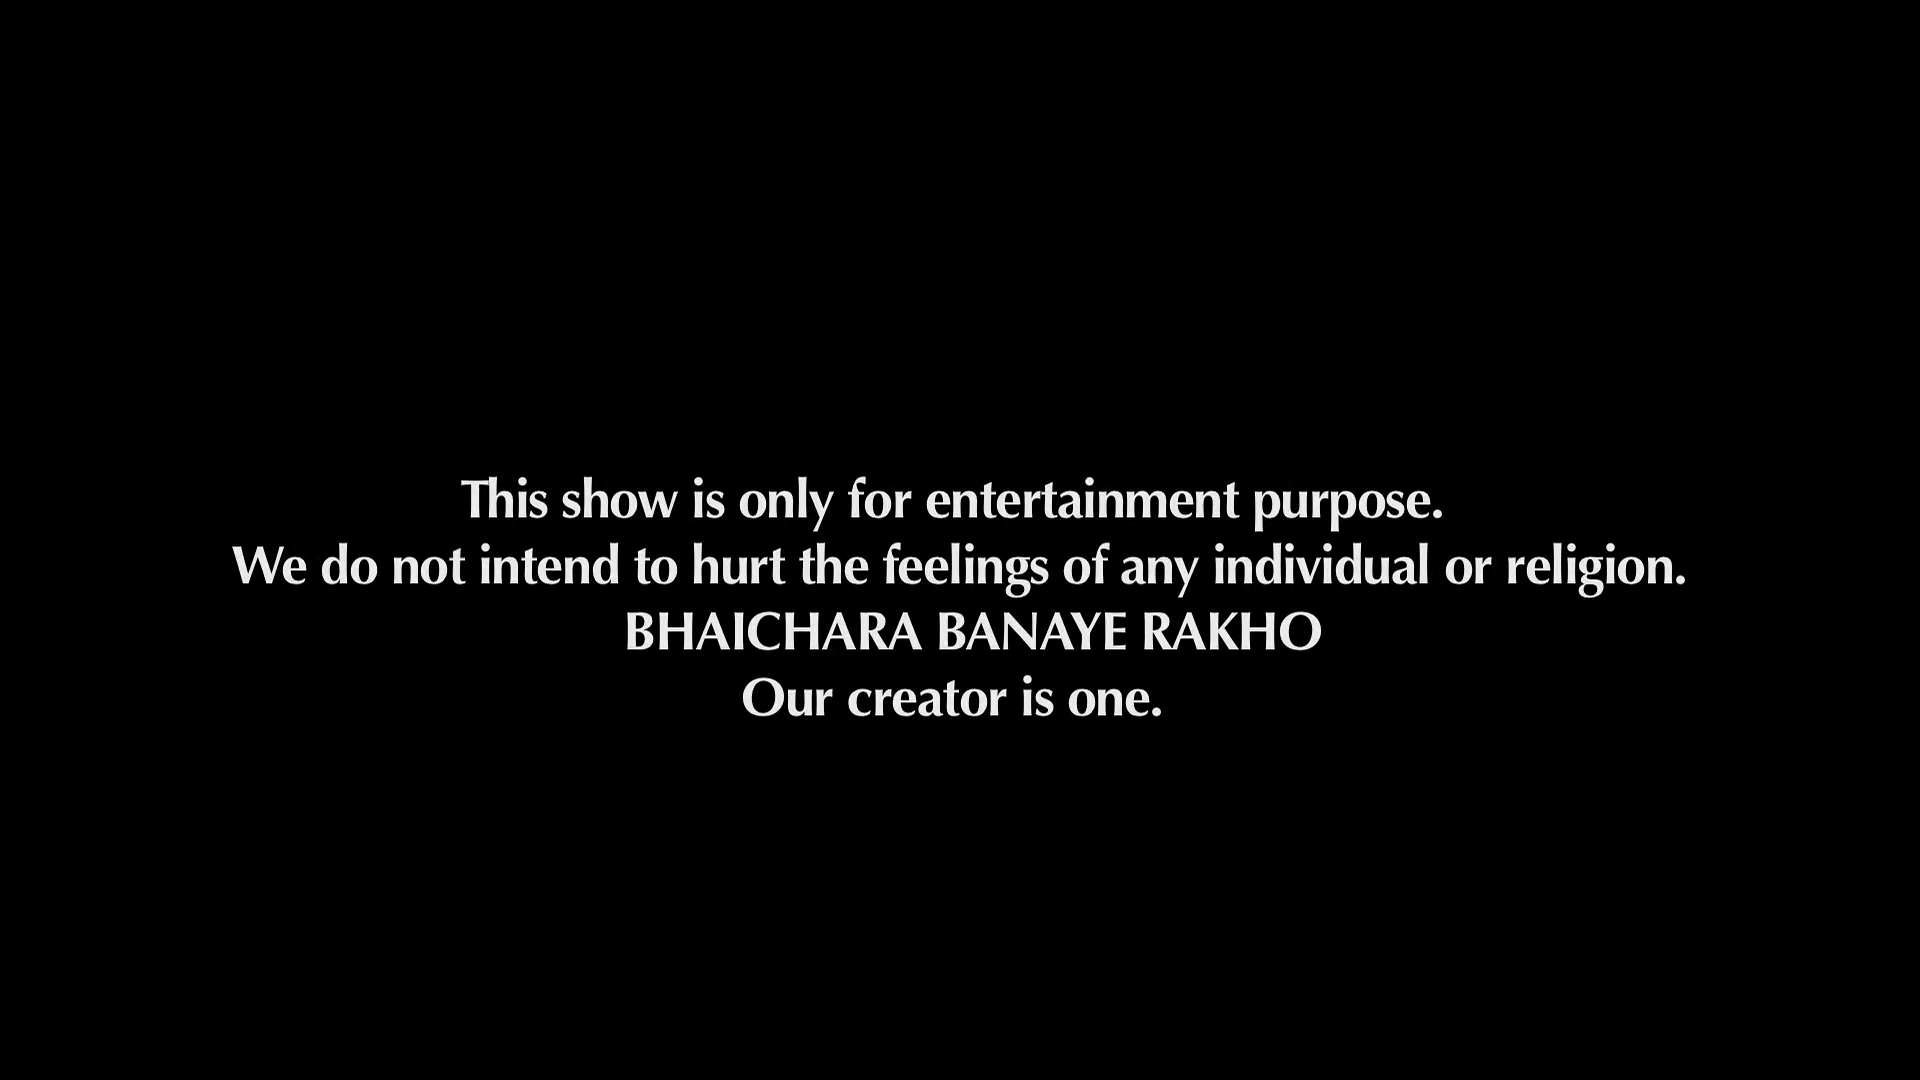 This show is only for entertainment purpose.
We do not intend to hurt the feelings of any individual or religion.
BHAICHARA BANAYE RAKHO
Our creator is one.